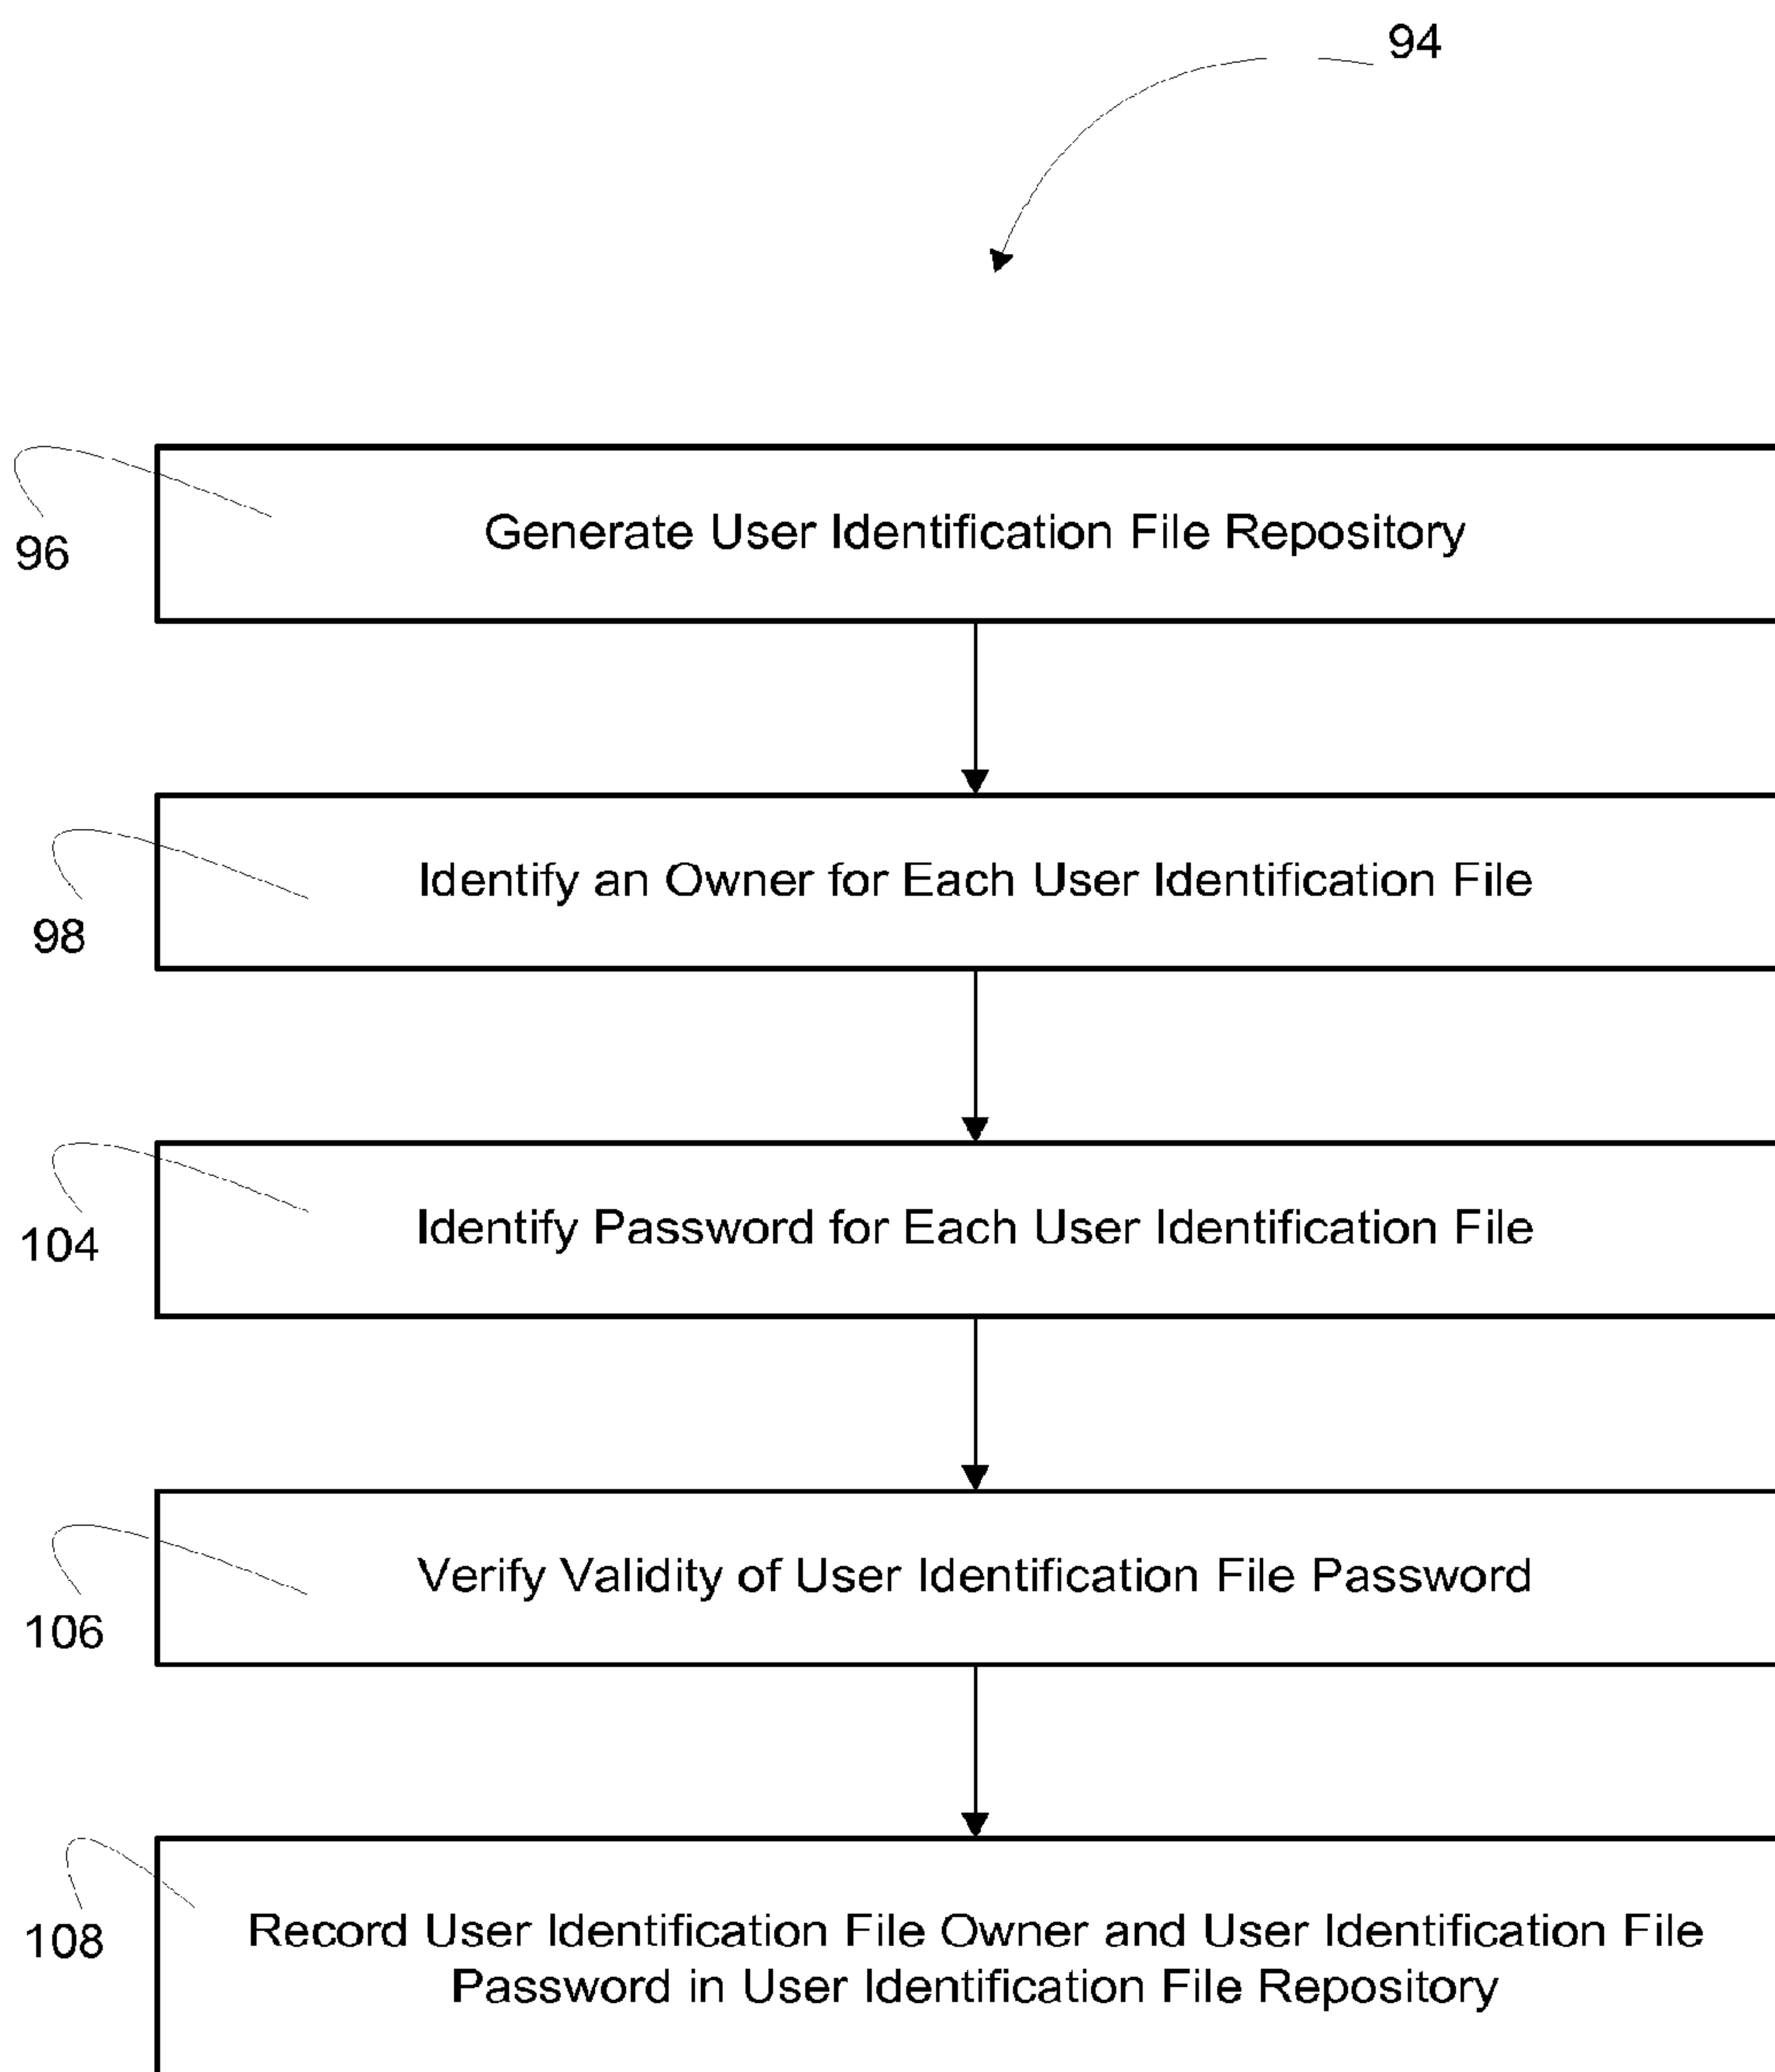 94
Generate User Identification File Repository
96
Identify an Owner for Each User Identification File
98
Identify Password for Each User Identification File
104
Verify Validity of User Identification File Password
106
Record User Identification File Owner and User Identification File
Password in User Identification File Repository
108